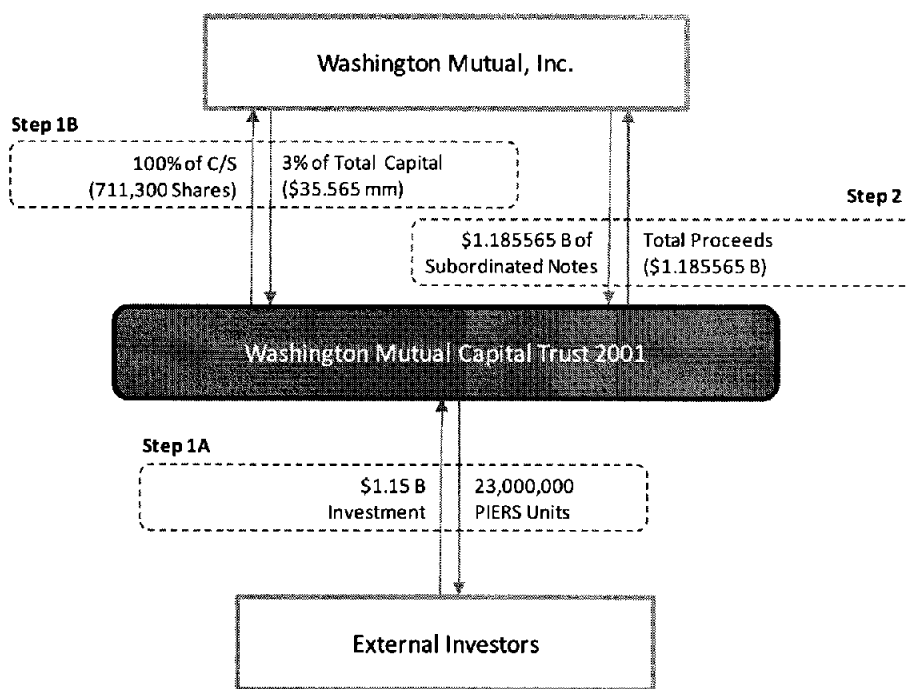 Washington Mutual, Inc.
Step 1B
100% of C/S
(711,300 Shares)
3% of Total Capital
($35.565 mm)
Step 2
$1.185565 B of
Subordinated Notes
Total Proceeds
($1.185565 B)
Washington Mutual Capital Trust 2001
Step 1A
$1.15 B
Investment
23,000,000
PIERS Units
External Investors